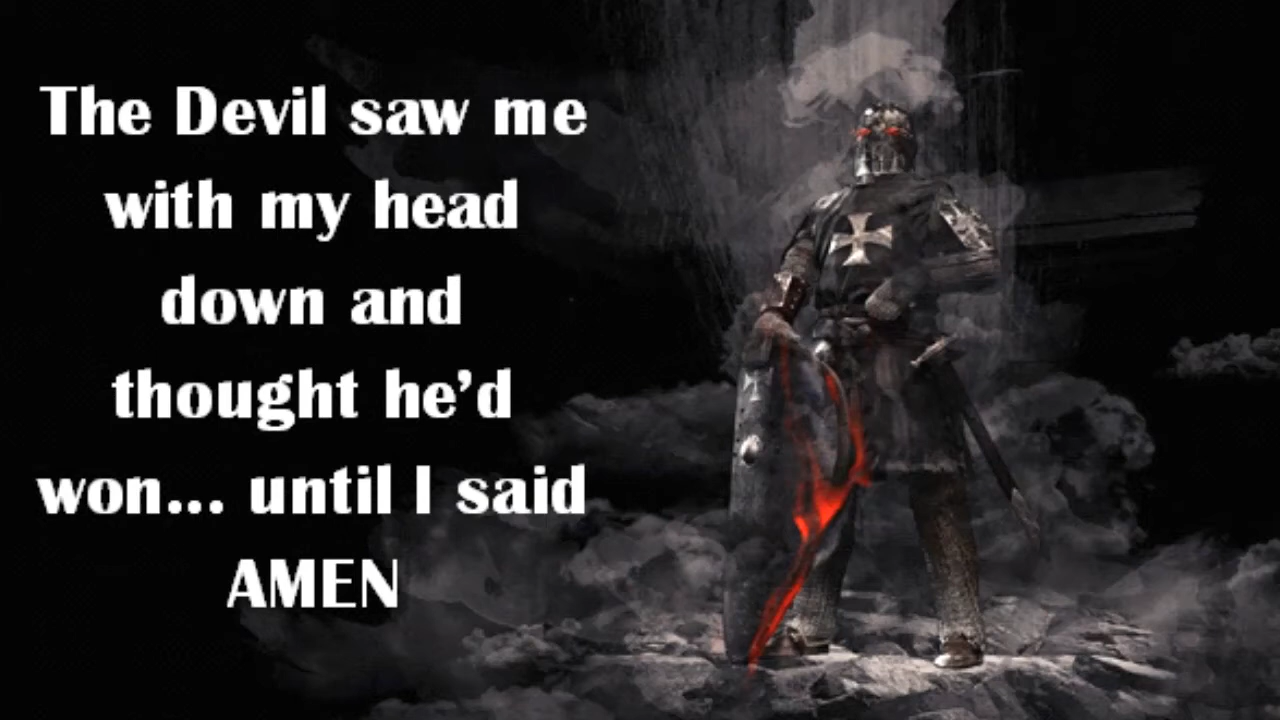 The Devil saw me
with my head
down and
thought he’d
won... until I said
AMEN